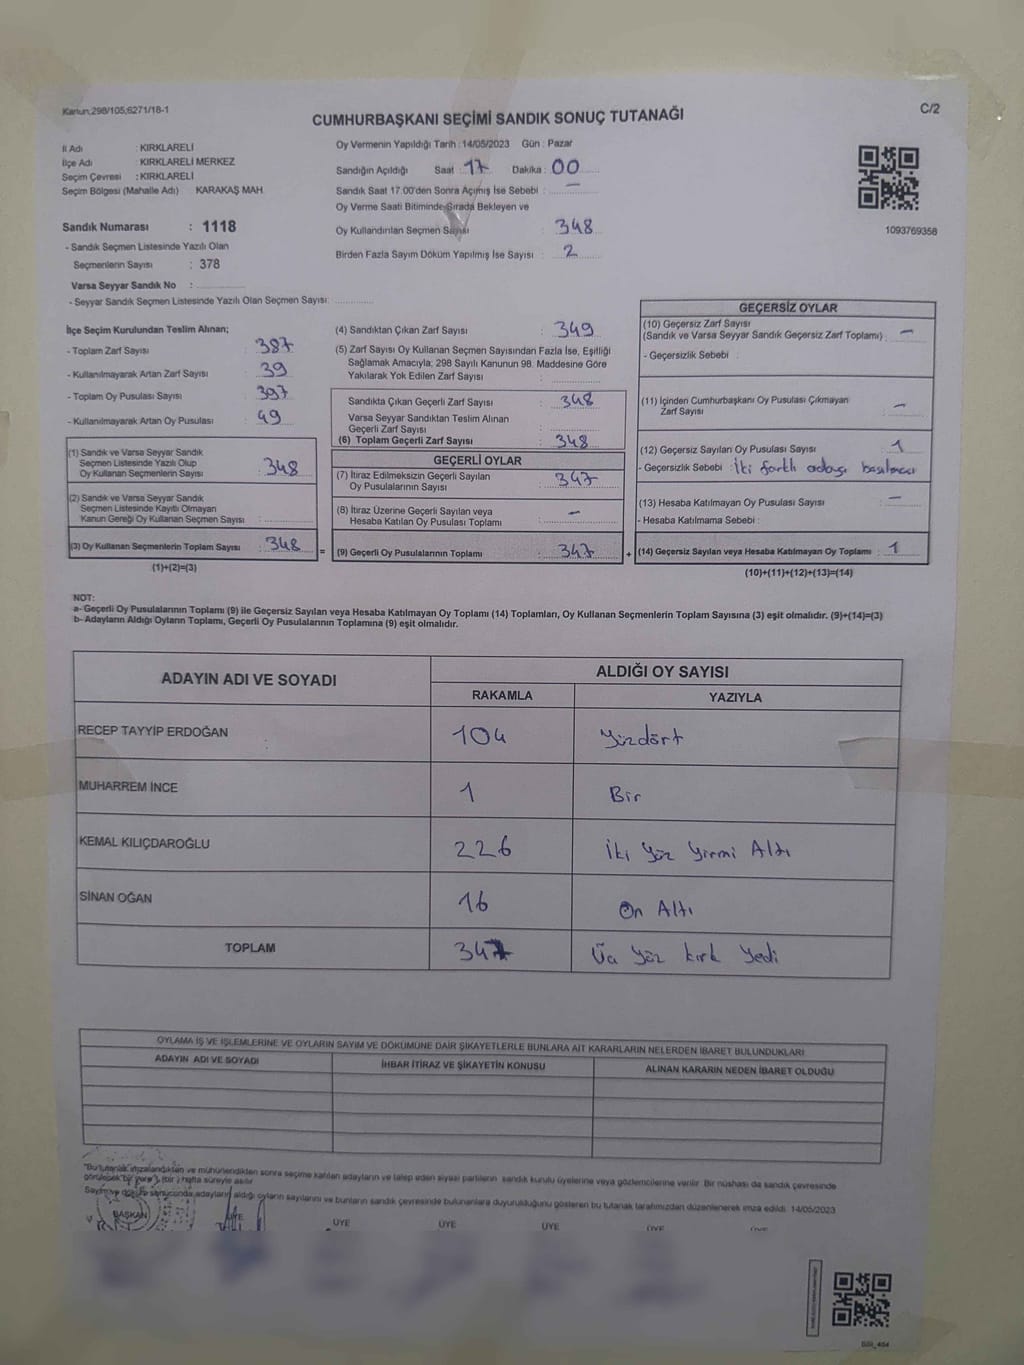 Kanun;298/105;6271/18-1
C/2
CUMHURBAŞKANI SEÇİMİ SANDIK SONUÇ TUTANAĞI
İl Adı : KIRKLARELİ
İlçe Adı : KIRKLARELİ MERKEZ
Seçim Çevresi : KIRKLARELİ
Seçim Bölgesi (Mahalle Adı) : KARAKAŞ MAH.
Sandık Numarası : 1118
- Sandık Seçmen Listesinde Yazılı Olan
Seçmenlerin Sayısı : 378
Varsa Seyyar Sandık No :
- Seyyar Sandık Seçmen Listesinde Yazılı Olan Seçmen Sayısı:
Oy Vermenin Yapıldığı Tarih : 14/05/2023 Gün : Pazar
Sandığın Açıldığı Saat : 17 Dakika : 00
Sandık Saat 17:00'den Sonra Açılmış İse Sebebi : —
Oy Verme Saati Bitiminde Sırada Bekleyen ve
Oy Kullandırılan Seçmen Sayısı : 348
Birden Fazla Sayım Döküm Yapılmış İse Sayısı : 2
1093769358
İlçe Seçim Kurulundan Teslim Alınan;
- Toplam Zarf Sayısı : 387
- Kullanılmayarak Artan Zarf Sayısı : 39
- Toplam Oy Pusulası Sayısı : 397
- Kullanılmayarak Artan Oy Pusulası : 49
(1) Sandık ve Varsa Seyyar Sandık
Seçmen Listesinde Yazılı Olup
Oy Kullanan Seçmenlerin Sayısı : 348
(2) Sandık ve Varsa Seyyar Sandık
Seçmen Listesinde Kayıtlı Olmayan
Kanun Gereği Oy Kullanan Seçmen Sayısı :
(3) Oy Kullanan Seçmenlerin Toplam Sayısı : 348
(1)+(2)=(3)
(4) Sandıktan Çıkan Zarf Sayısı : 349
(5) Zarf Sayısı Oy Kullanan Seçmen Sayısından Fazla İse, Eşitliği
Sağlamak Amacıyla; 298 Sayılı Kanunun 98. Maddesine Göre
Yakılarak Yok Edilen Zarf Sayısı :
Sandıkta Çıkan Geçerli Zarf Sayısı : 348
Varsa Seyyar Sandıktan Teslim Alınan
Geçerli Zarf Sayısı :
(6) Toplam Geçerli Zarf Sayısı : 348
GEÇERLİ OYLAR
(7) İtiraz Edilmeksizin Geçerli Sayılan
Oy Pusulalarının Sayısı : 347
(8) İtiraz Üzerine Geçerli Sayılan veya
Hesaba Katılan Oy Pusulaları Toplamı : —
= (9) Geçerli Oy Pusulalarının Toplamı : 347 +
GEÇERSİZ OYLAR
(10) Geçersiz Zarf Sayısı
(Sandık ve Varsa Seyyar Sandık Geçersiz Zarf Toplamı) : —
- Geçersizlik Sebebi :
(11) İçinden Cumhurbaşkanı Oy Pusulası Çıkmayan
Zarf Sayısı : —
(12) Geçersiz Sayılan Oy Pusulası Sayısı : 1
- Geçersizlik Sebebi : İki farklı adaya basılması
(13) Hesaba Katılmayan Oy Pusulası Sayısı : —
- Hesaba Katılmama Sebebi :
(14) Geçersiz Sayılan veya Hesaba Katılmayan Oy Toplamı : 1
(10)+(11)+(12)+(13)=(14)
NOT:
a- Geçerli Oy Pusulalarının Toplamı (9) ile Geçersiz Sayılan veya Hesaba Katılmayan Oy Toplamı (14) Toplamları, Oy Kullanan Seçmenlerin Toplam Sayısına (3) eşit olmalıdır. (9)+(14)=(3)
b- Adayların Aldığı Oyların Toplamı, Geçerli Oy Pusulalarının Toplamına (9) eşit olmalıdır.
ADAYIN ADI VE SOYADI
ALDIĞI OY SAYISI
RAKAMLA YAZIYLA
RECEP TAYYİP ERDOĞAN 104 Yüzdört
MUHARREM İNCE 1 Bir
KEMAL KILIÇDAROĞLU 226 İki Yüz Yirmi Altı
SİNAN OĞAN 16 On Altı
TOPLAM 347 Üç Yüz kırk Yedi
OYLAMA İŞ VE İŞLEMLERİNE VE OYLARIN SAYIM VE DÖKÜMÜNE DAİR ŞİKAYETLERLE BUNLARA AİT KARARLARIN NELERDEN İBARET BULUNDUKLARI
ADAYIN ADI VE SOYADI İHBAR İTİRAZ VE ŞİKAYETİN KONUSU ALINAN KARARIN NEDEN İBARET OLDUĞU
"Bu tutanak imzalandıktan ve mühürlendikten sonra seçime katılan adayların ve talep eden siyasi partilerin sandık kurulu üyelerine veya gözlemcilerine verilir. Bir nüshası da sandık çevresinde
görülecek bir yere 1 (bir) hafta süreyle asılır
Sayım ve döküm sonucunda adayların aldığı oyların sayılarını ve bunların sandık çevresinde bulunanlara duyurulduğunu gösteren bu tutanak tarafımızdan düzenlenerek imza edildi. 14/05/2023
BAŞKAN ÜYE ÜYE ÜYE ÜYE ÜYE ÜYE